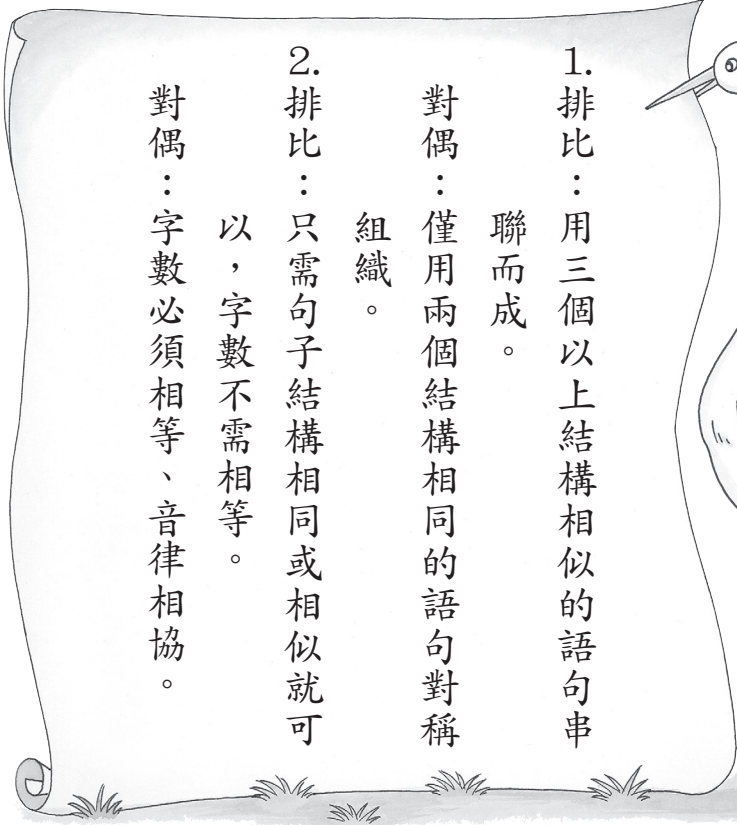 1.排比：用三個以上結構相似的語句串
聯而成。
對偶：僅用兩個結構相同的語句對稱
組織。
2.排比：只需句子結構相同或相似就可
以，字數不需相等。
對偶：字數必須相等、音律相協。